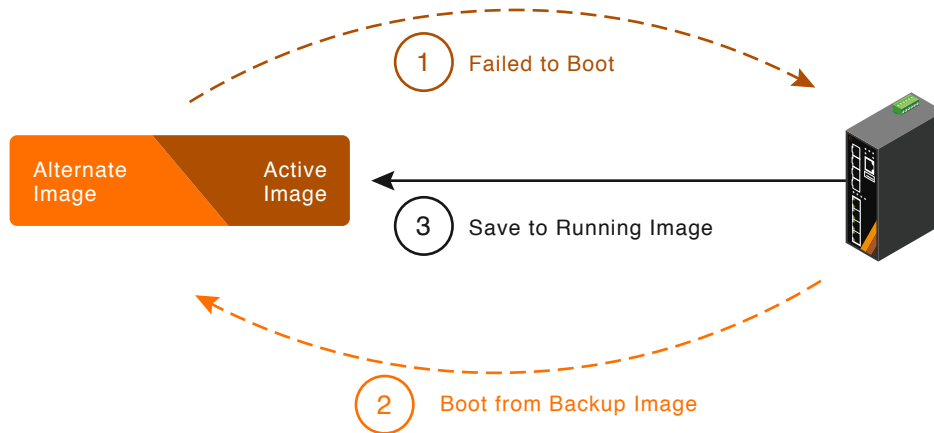 1
Failed to Boot
Alternate
Image
Active
Image
3
Save to Running Image
2
Boot from Backup Image